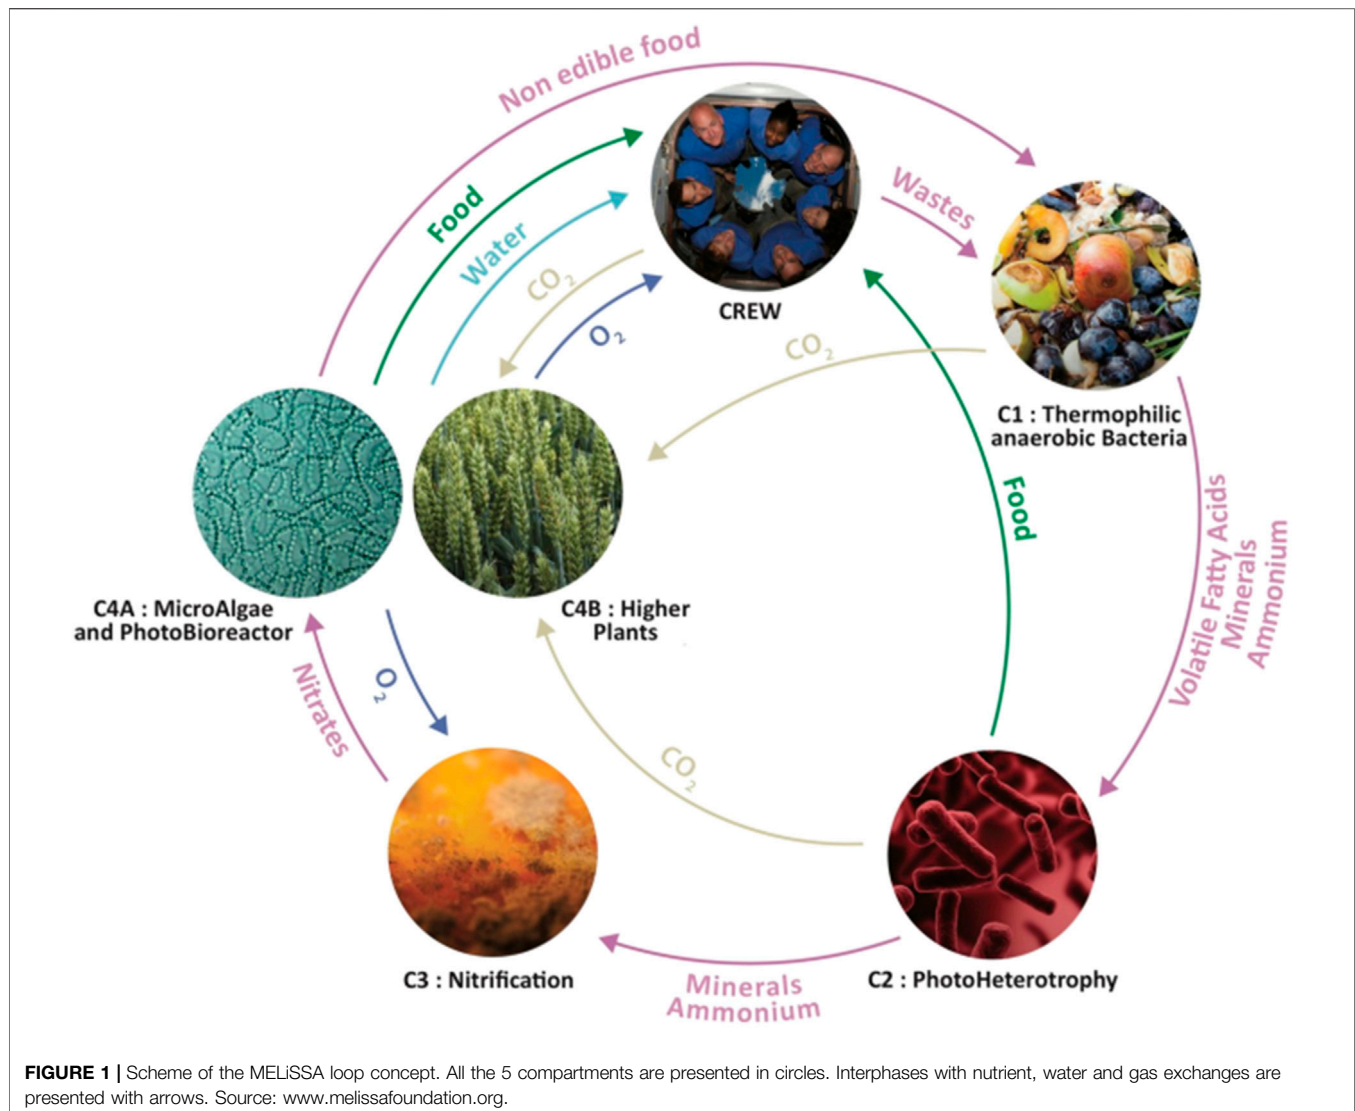 Non edible food
Food
Water
CO₂
O₂
CREW
Wastes
CO₂
C1 : Thermophilic
anaerobic Bacteria
Food
Volatile Fatty Acids
Minerals
Ammonium
C4A : MicroAlgae
and PhotoBioreactor
C4B : Higher
Plants
Nitrates
O₂
CO₂
C3 : Nitrification
Minerals
Ammonium
C2 : PhotoHeterotrophy
FIGURE 1 | Scheme of the MELiSSA loop concept. All the 5 compartments are presented in circles. Interphases with nutrient, water and gas exchanges are
presented with arrows. Source: www.melissafoundation.org.